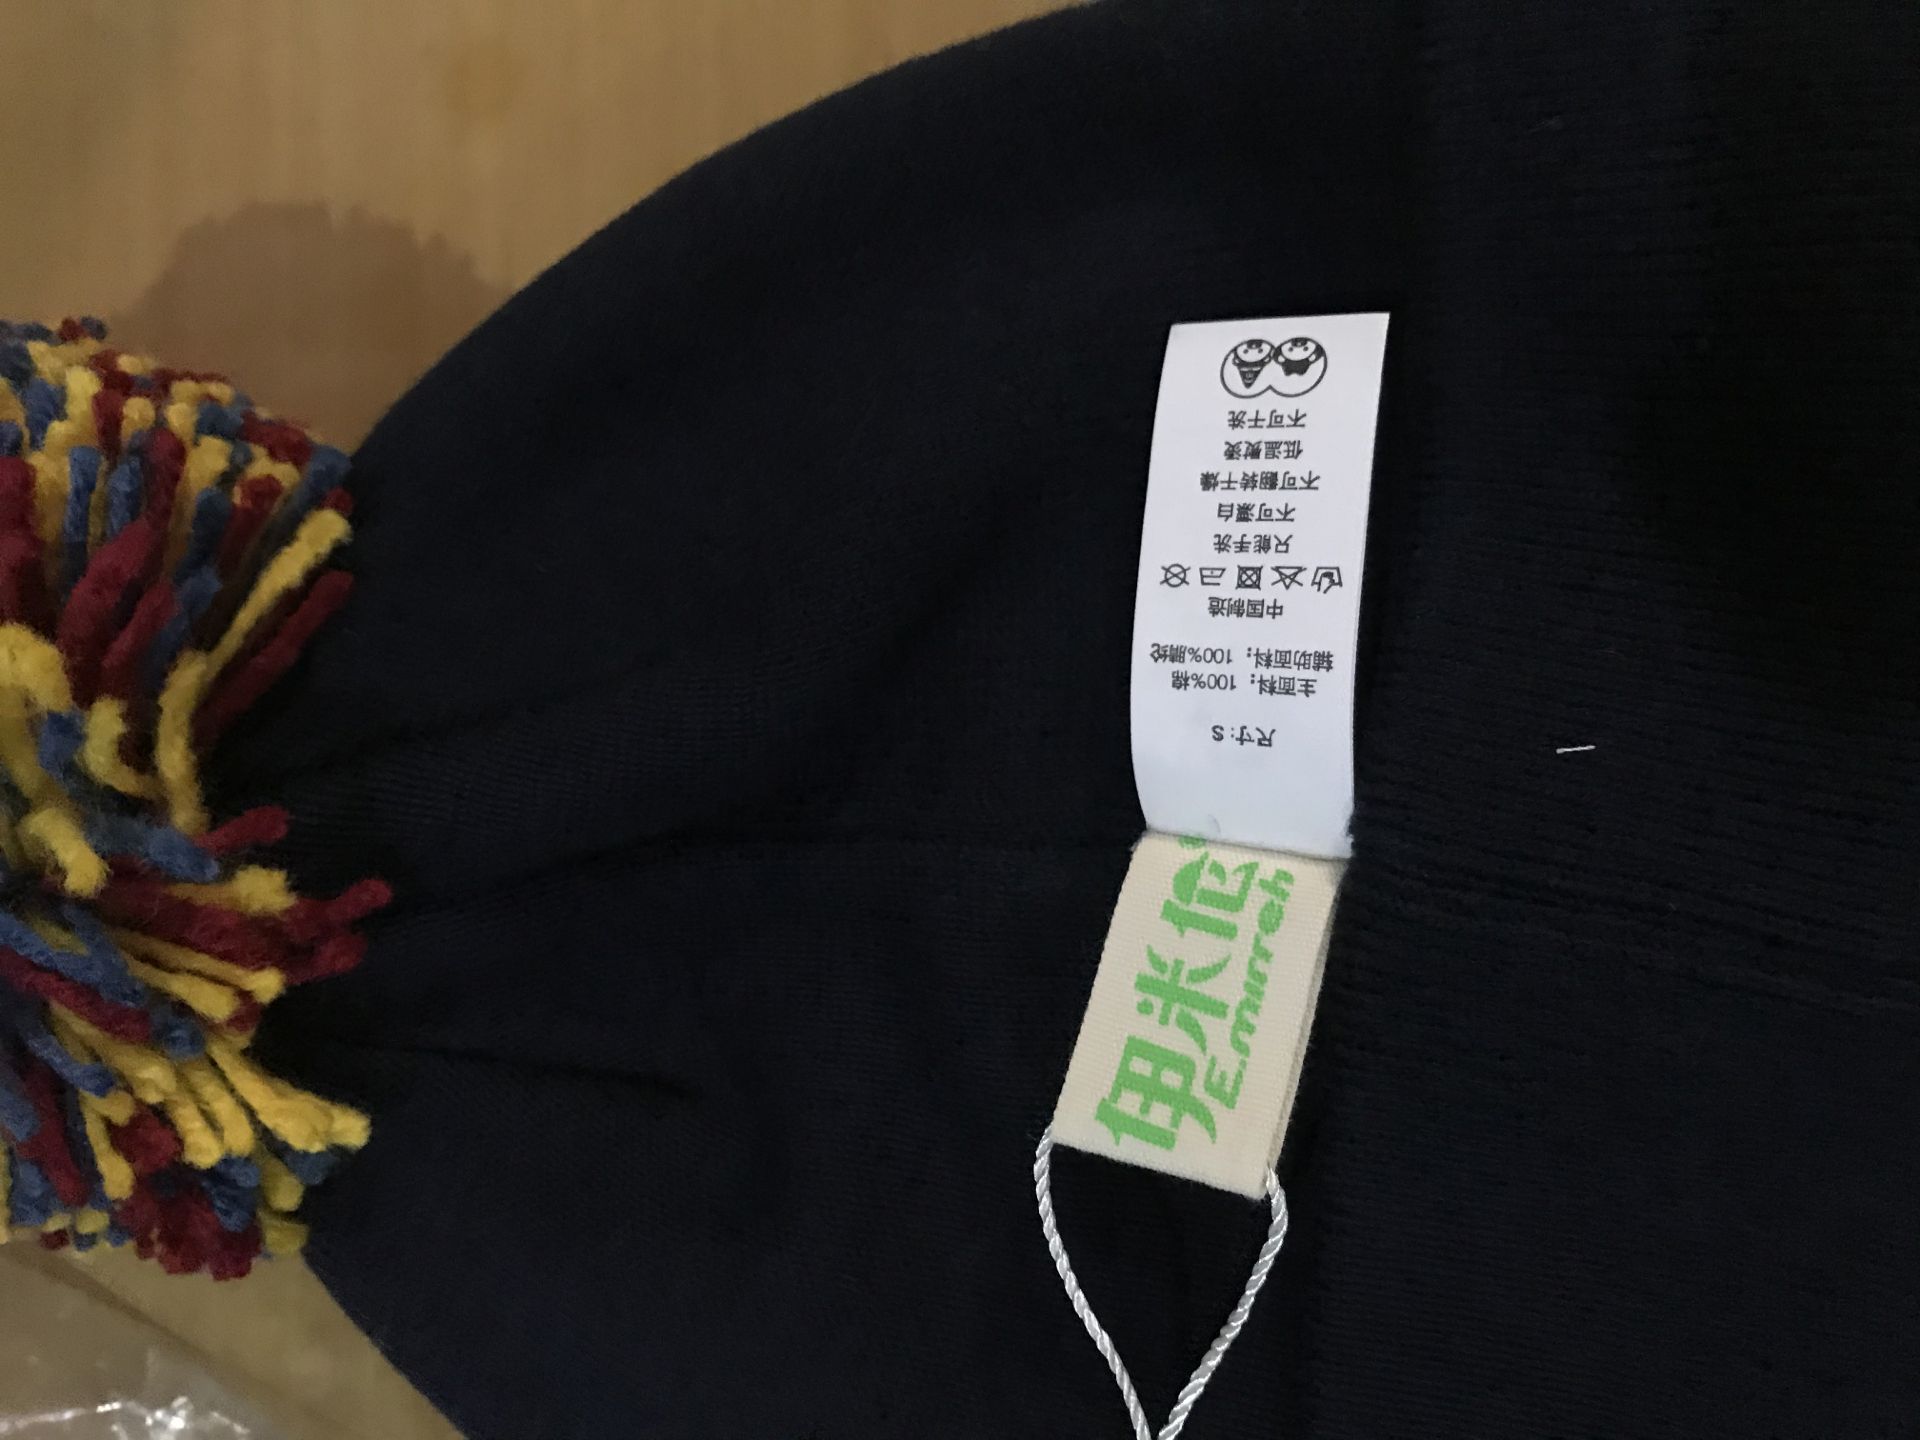 尺寸:S
主面料：100%棉
辅助面料：100%腈纶
中国制造
只能手洗
不可漂白
不可翻转干燥
低温熨烫
不可干洗
伊米伦
E.mirreh